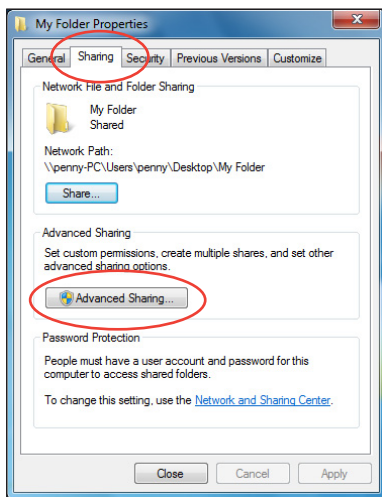 My Folder Properties
General Sharing Security Previous Versions Customize
Network File and Folder Sharing
My Folder
Shared
Network Path:
\\penny-PC\Users\penny\Desktop\My Folder
Share...
Advanced Sharing
Set custom permissions, create multiple shares, and set other
advanced sharing options.
Advanced Sharing...
Password Protection
People must have a user account and password for this
computer to access shared folders.
To change this setting, use the Network and Sharing Center.
Close Cancel Apply